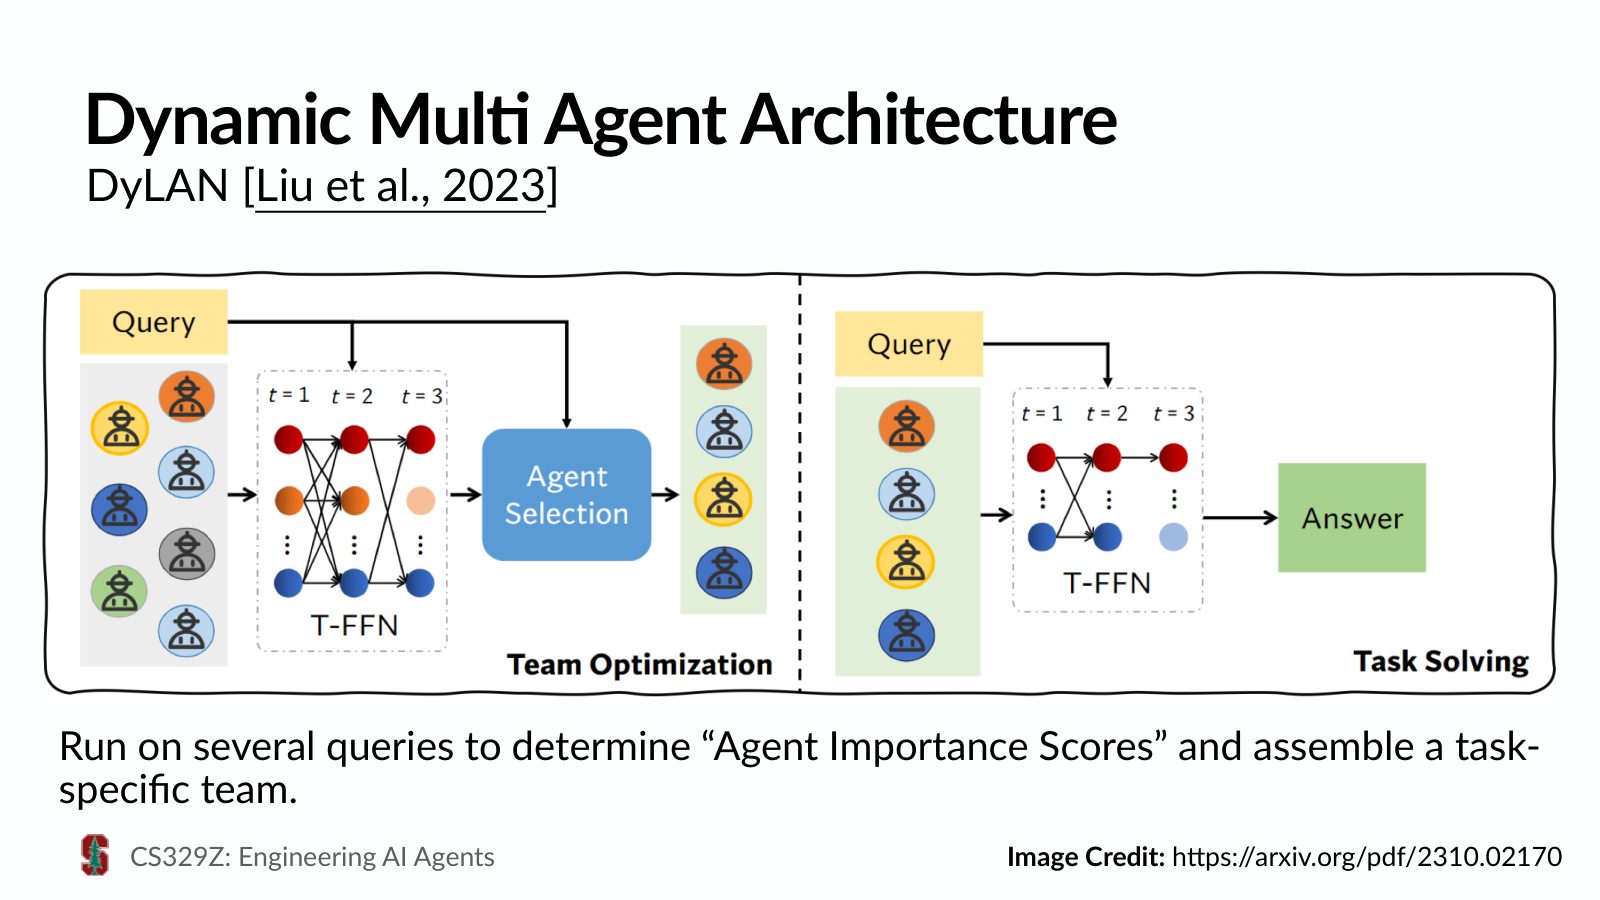 Dynamic Multi Agent Architecture
DyLAN [Liu et al., 2023]
Query
t = 1 t = 2 t = 3
T-FFN
Agent
Selection
Team Optimization
Query
t = 1 t = 2 t = 3
T-FFN
Answer
Task Solving
Run on several queries to determine “Agent Importance Scores” and assemble a task-
specific team.
CS329Z: Engineering AI Agents
Image Credit: https://arxiv.org/pdf/2310.02170